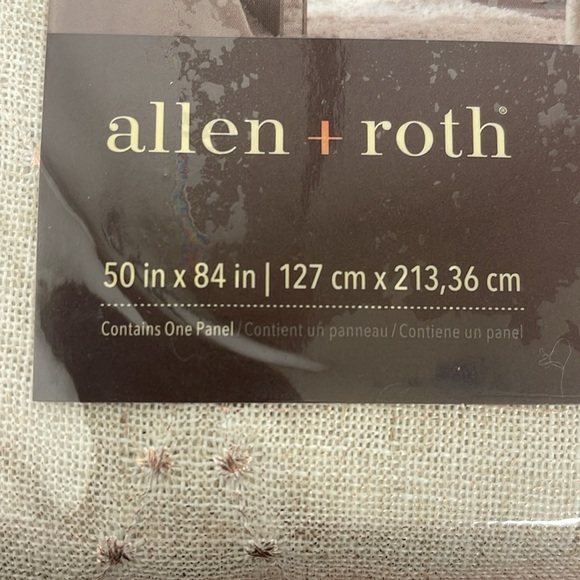 allen + roth®
50 in x 84 in | 127 cm x 213,36 cm
Contains One Panel / Contient un panneau / Contiene un panel